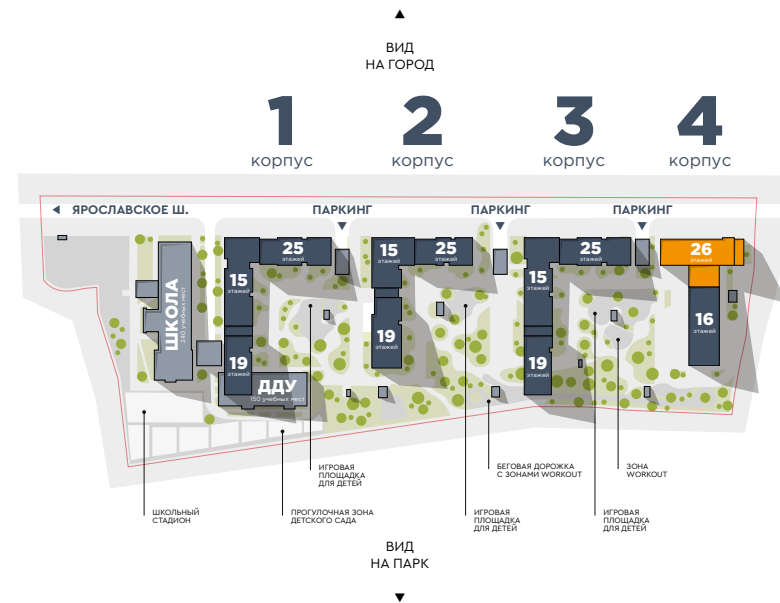 ВИД
НА ГОРОД
1
корпус
2
корпус
3
корпус
4
корпус
ЯРОСЛАВСКОЕ Ш.
ПАРКИНГ
ПАРКИНГ
ПАРКИНГ
25
этажей
15
этажей
19
этажей
15
этажей
25
этажей
19
этажей
15
этажей
25
этажей
19
этажей
26
этажей
16
этажей
ШКОЛА
240 учебных мест
ДДУ
150 учебных мест
ИГРОВАЯ
ПЛОЩАДКА
ДЛЯ ДЕТЕЙ
БЕГОВАЯ ДОРОЖКА
С ЗОНАМИ WORKOUT
ЗОНА
WORKOUT
ШКОЛЬНЫЙ
СТАДИОН
ПРОГУЛОЧНАЯ ЗОНА
ДЕТСКОГО САДА
ИГРОВАЯ
ПЛОЩАДКА
ДЛЯ ДЕТЕЙ
ИГРОВАЯ
ПЛОЩАДКА
ДЛЯ ДЕТЕЙ
ВИД
НА ПАРК